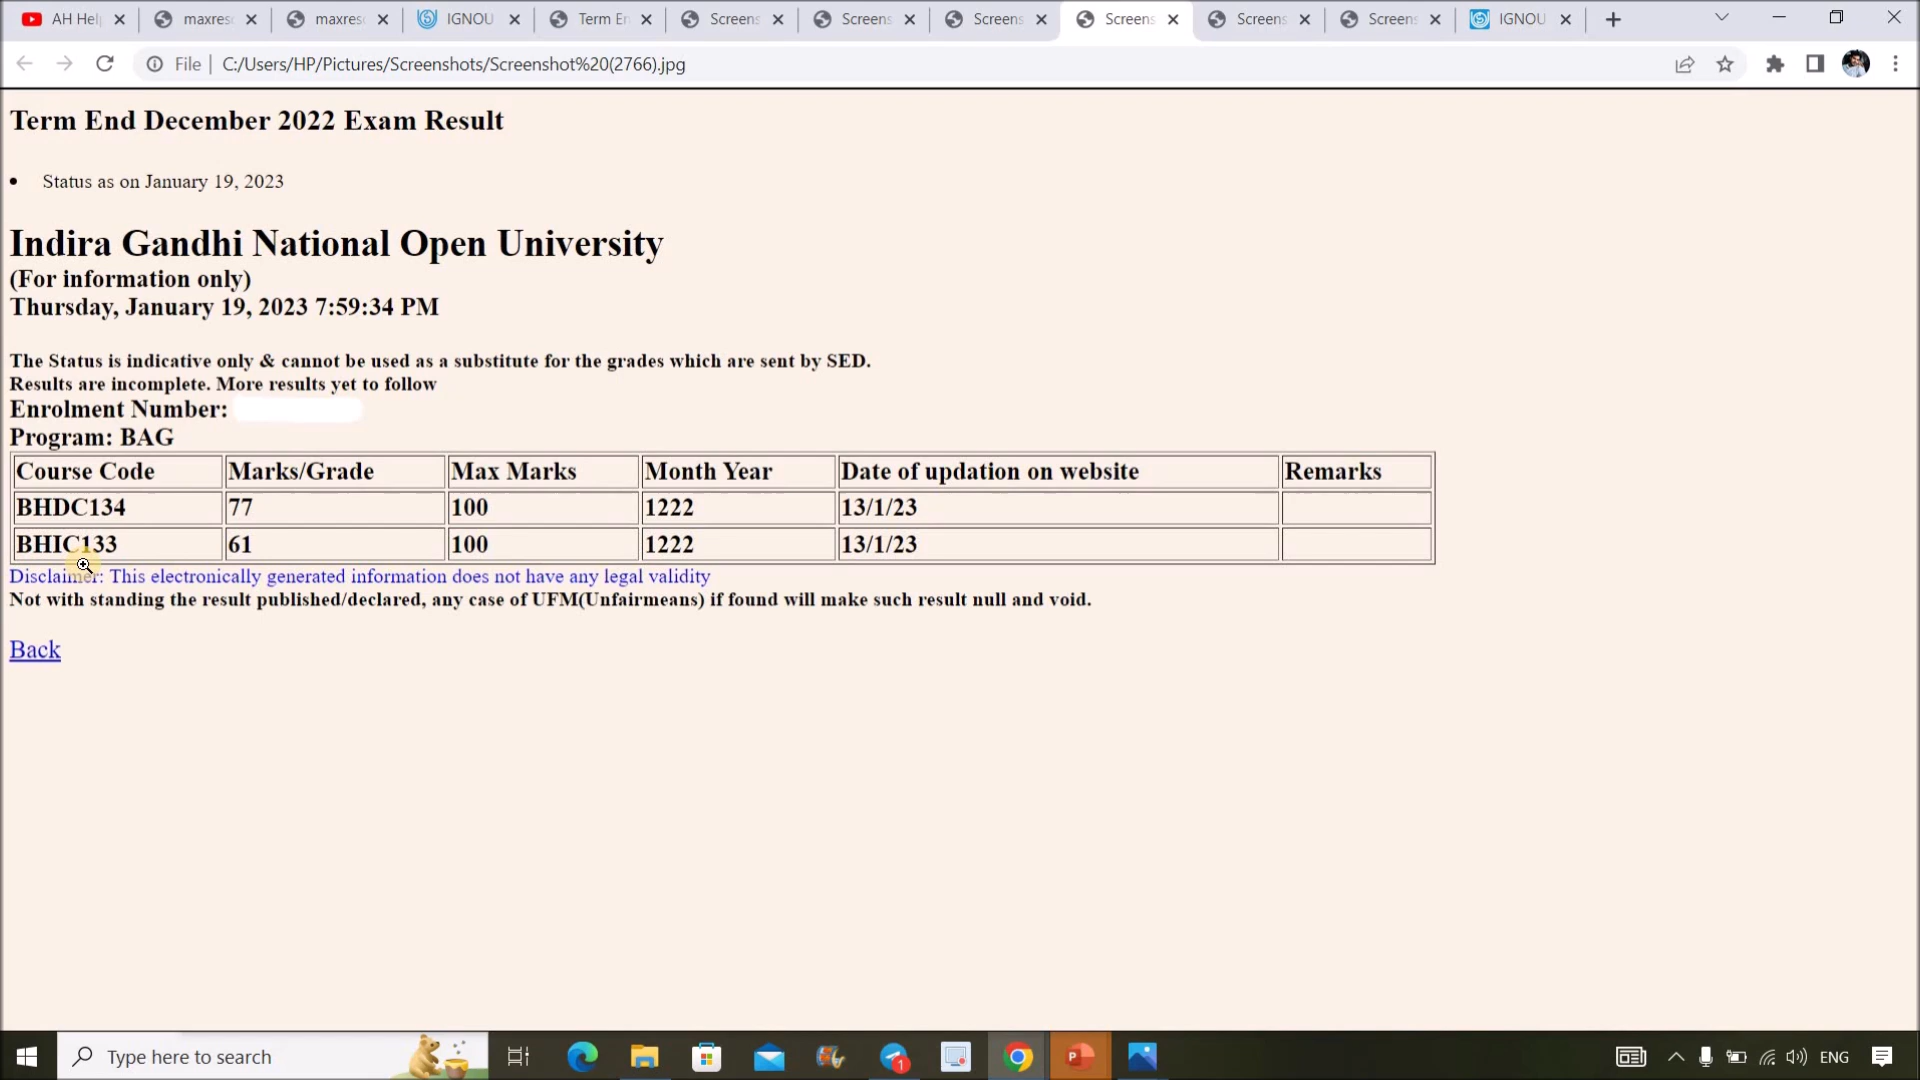 AH Hel
maxres
maxres
IGNOU
Term E
Screens
Screens
Screens
Screens
Screens
Screens
IGNOU
File | C:/Users/HP/Pictures/Screenshots/Screenshot%20(2766).jpg
Term End December 2022 Exam Result
• Status as on January 19, 2023
Indira Gandhi National Open University
(For information only)
Thursday, January 19, 2023 7:59:34 PM
The Status is indicative only & cannot be used as a substitute for the grades which are sent by SED.
Results are incomplete. More results yet to follow
Enrolment Number:
Program: BAG
Course Code Marks/Grade Max Marks Month Year Date of updation on website Remarks
BHDC134 77 100 1222 13/1/23
BHIC133 61 100 1222 13/1/23
Disclaimer: This electronically generated information does not have any legal validity
Not with standing the result published/declared, any case of UFM(Unfairmeans) if found will make such result null and void.
Back
Type here to search
1
ENG